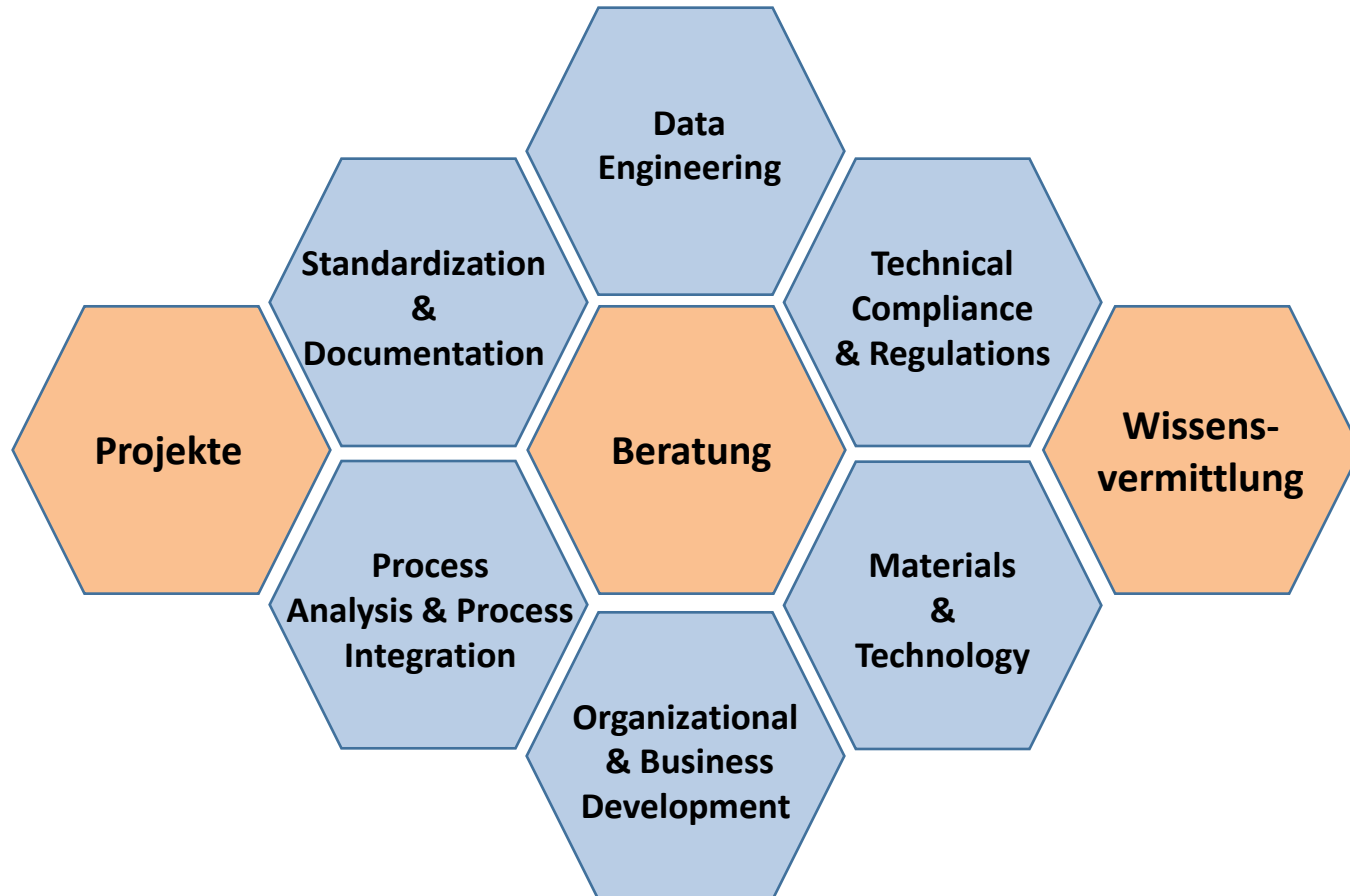 Data
Engineering
Standardization
&
Documentation
Technical
Compliance
& Regulations
Projekte
Beratung
Wissens-
vermittlung
Process
Analysis & Process
Integration
Materials
&
Technology
Organizational
& Business
Development